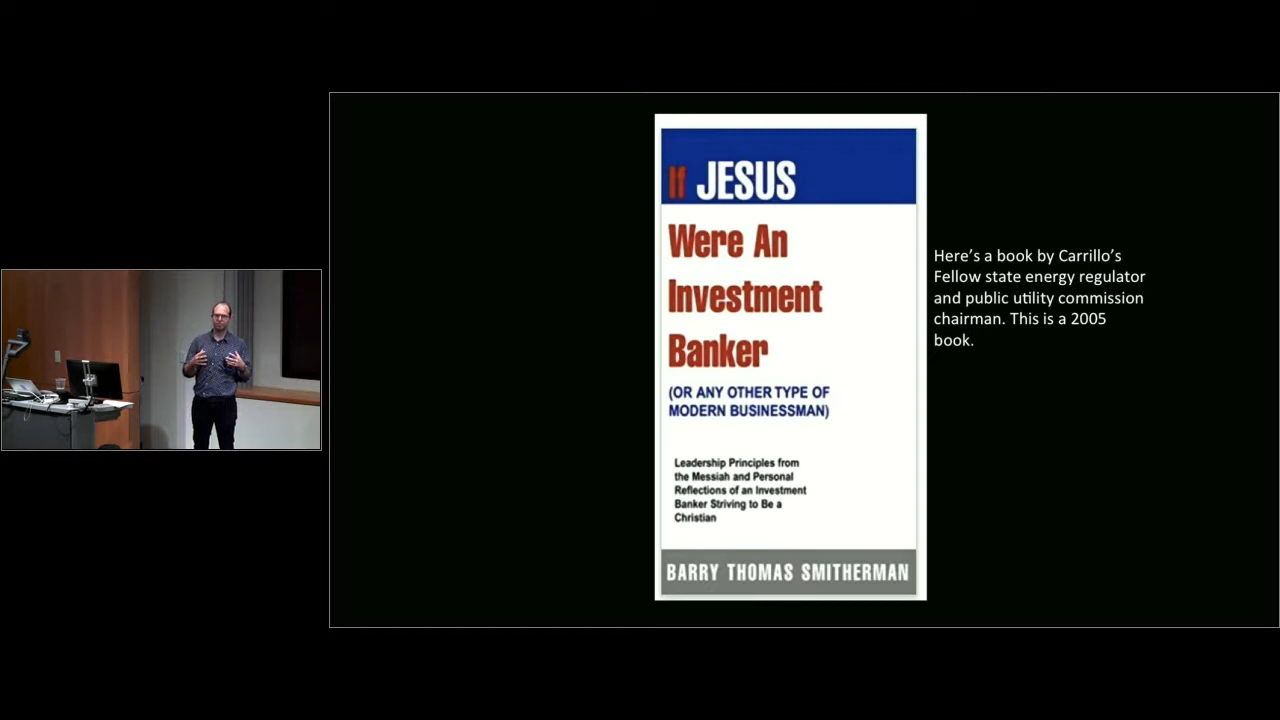 If JESUS
Were An
Investment
Banker
(OR ANY OTHER TYPE OF
MODERN BUSINESSMAN)
Leadership Principles from
the Messiah and Personal
Reflections of an Investment
Banker Striving to Be a
Christian
BARRY THOMAS SMITHERMAN
Here's a book by Carrillo's
Fellow state energy regulator
and public utility commission
chairman. This is a 2005
book.